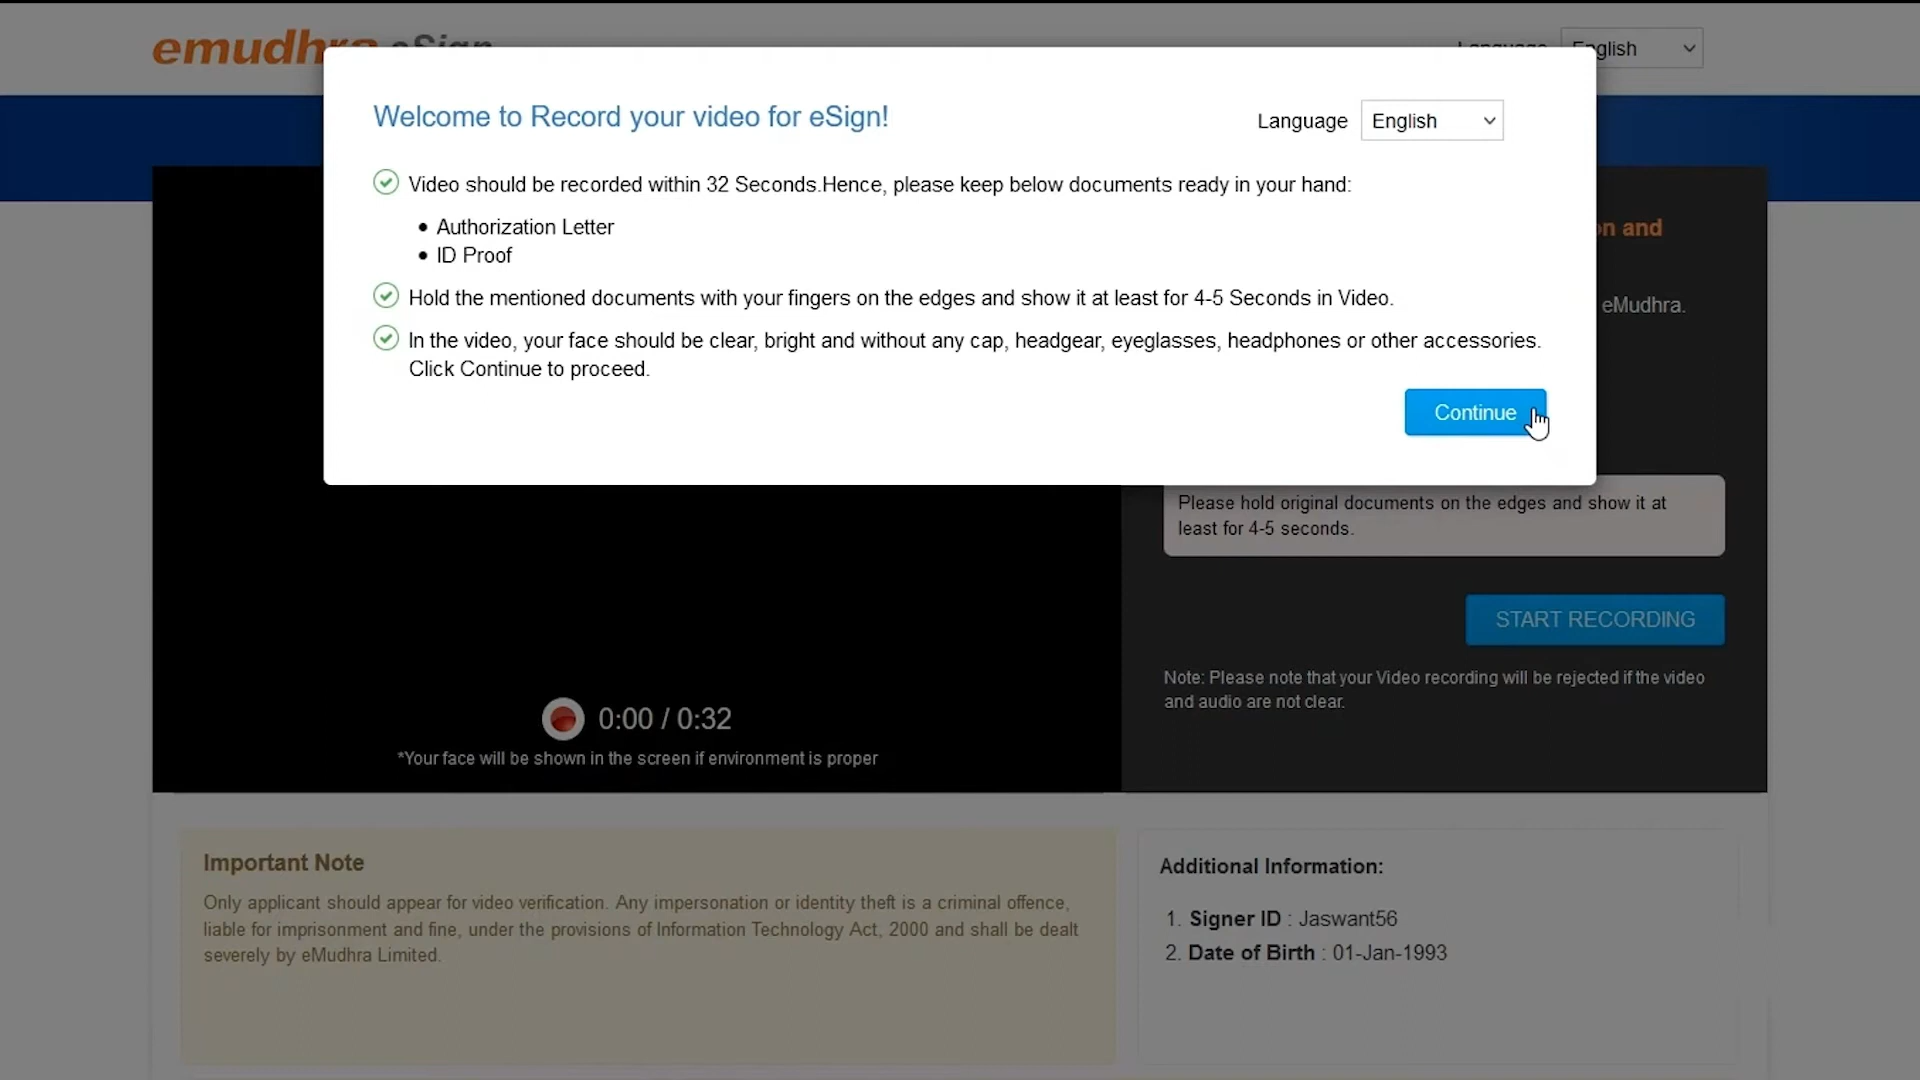 emudhra eSign
Language English
Welcome to Record your video for eSign!
Language English
Video should be recorded within 32 Seconds.Hence, please keep below documents ready in your hand:
• Authorization Letter
• ID Proof
Hold the mentioned documents with your fingers on the edges and show it at least for 4-5 Seconds in Video.
In the video, your face should be clear, bright and without any cap, headgear, eyeglasses, headphones or other accessories.
Click Continue to proceed.
Continue
and
eMudhra.
Please hold original documents on the edges and show it at
least for 4-5 seconds.
START RECORDING
Note: Please note that your Video recording will be rejected if the video
and audio are not clear.
0:00 / 0:32
*Your face will be shown in the screen if environment is proper
Important Note
Only applicant should appear for video verification. Any impersonation or identity theft is a criminal offence,
liable for imprisonment and fine, under the provisions of Information Technology Act, 2000 and shall be dealt
severely by eMudhra Limited.
Additional Information:
1. Signer ID : Jaswant56
2. Date of Birth : 01-Jan-1993